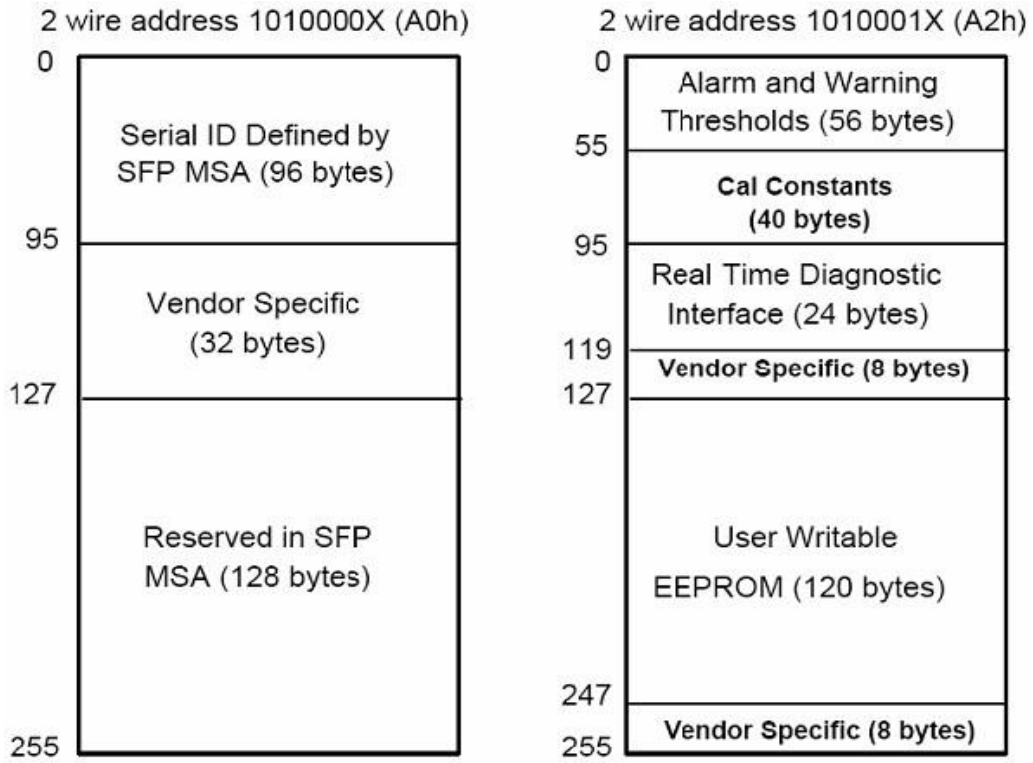 2 wire address 1010000X (A0h)
0
Serial ID Defined by
SFP MSA (96 bytes)
95
Vendor Specific
(32 bytes)
127
Reserved in SFP
MSA (128 bytes)
255
2 wire address 1010001X (A2h)
0
Alarm and Warning
Thresholds (56 bytes)
55
Cal Constants
(40 bytes)
95
Real Time Diagnostic
Interface (24 bytes)
119
Vendor Specific (8 bytes)
127
User Writable
EEPROM (120 bytes)
247
Vendor Specific (8 bytes)
255